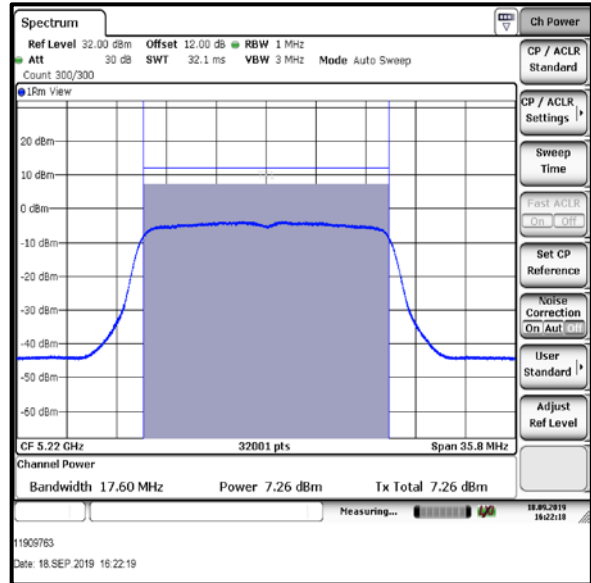 Spectrum
Ch Power
Ref Level 32.00 dBm Offset 12.00 dB RBW 1 MHz
Att 30 dB SWT 32.1 ms VBW 3 MHz Mode Auto Sweep
Count 300/300
1Rm View
20 dBm
10 dBm
0 dBm
-10 dBm
-20 dBm
-30 dBm
-40 dBm
-50 dBm
-60 dBm
CF 5.22 GHz 32001 pts Span 35.8 MHz
Channel Power
Bandwidth 17.60 MHz Power 7.26 dBm Tx Total 7.26 dBm
CP / ACLR
Standard
CP / ACLR
Settings
Sweep
Time
Fast ACLR
On Off
Set CP
Reference
Noise
Correction
On Aut Off
User
Standard
Adjust
Ref Level
Measuring...
18.09.2019
16:22:18
11909763
Date: 18.SEP.2019 16:22:19